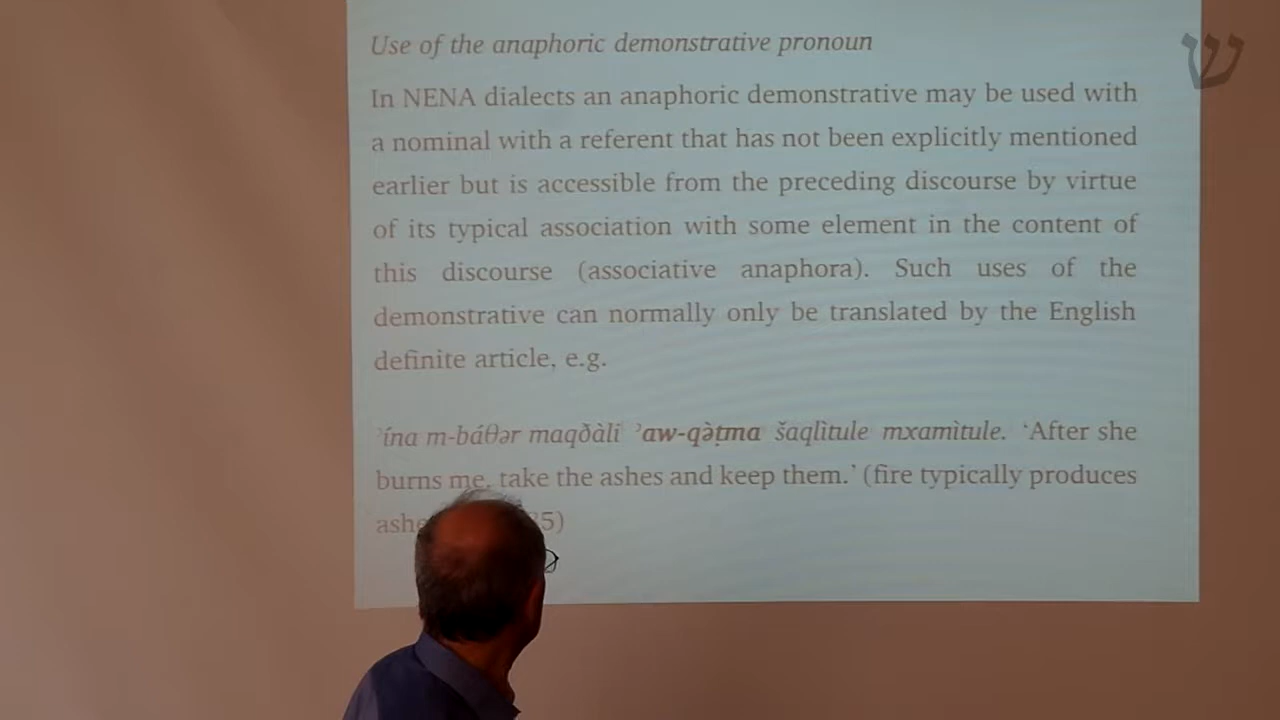 Use of the anaphoric demonstrative pronoun
In NENA dialects an anaphoric demonstrative may be used with
a nominal with a referent that has not been explicitly mentioned
earlier but is accessible from the preceding discourse by virtue
of its typical association with some element in the content of
this discourse (associative anaphora). Such uses of the
demonstrative can normally only be translated by the English
definite article, e.g.
ʾína m-báθər maqðàli ʾaw-qə̀ṭma šaqlìtule mxamìtule. ‘After she
burns me, take the ashes and keep them.’ (fire typically produces
ש